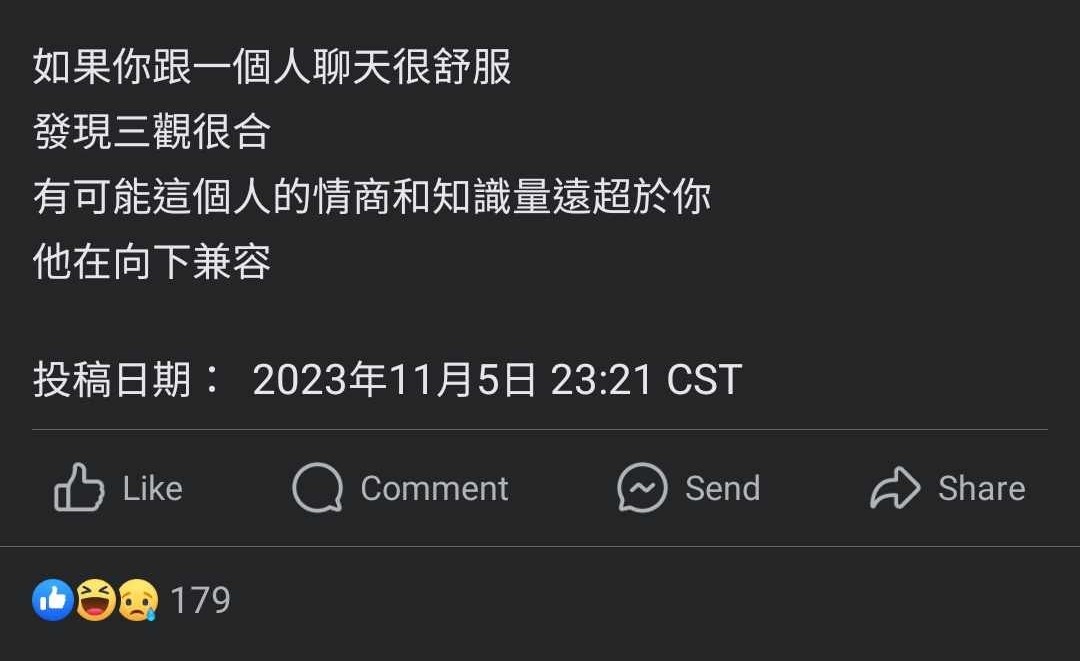 如果你跟一個人聊天很舒服
發現三觀很合
有可能這個人的情商和知識量遠超於你
他在向下兼容
投稿日期： 2023年11月5日 23:21 CST
Like Comment Send Share
179